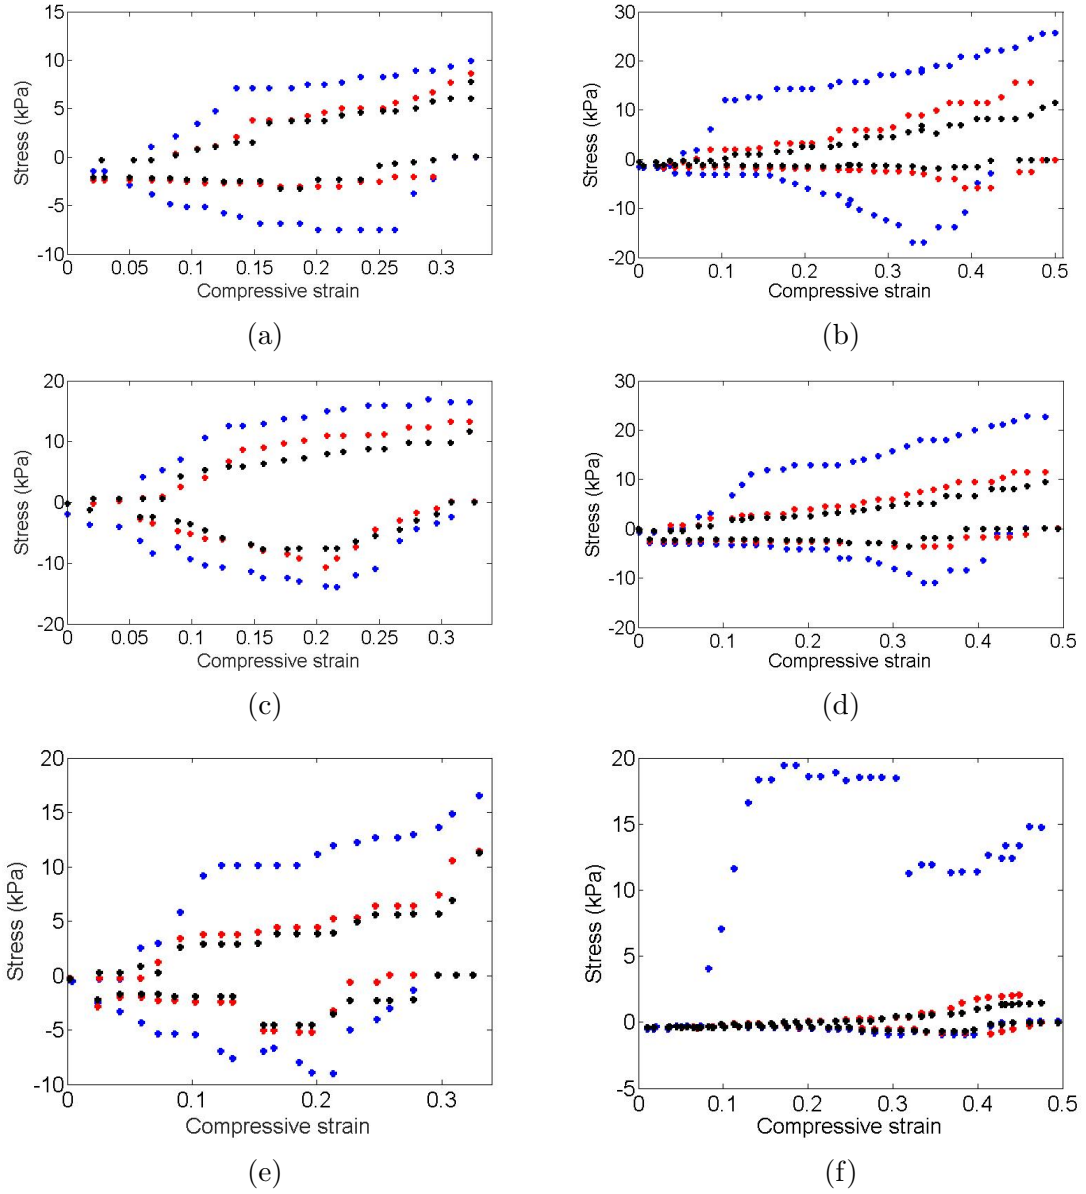 15
10
5
0
-5
-10
Stress (kPa)
0 0.05 0.1 0.15 0.2 0.25 0.3
Compressive strain
(a)
30
20
10
0
-10
-20
Stress (kPa)
0 0.1 0.2 0.3 0.4 0.5
Compressive strain
(b)
20
10
0
-10
-20
Stress (kPa)
0 0.05 0.1 0.15 0.2 0.25 0.3
Compressive strain
(c)
30
20
10
0
-10
-20
Stress (kPa)
0 0.1 0.2 0.3 0.4 0.5
Compressive strain
(d)
20
15
10
5
0
-5
-10
Stress (kPa)
0 0.1 0.2 0.3
Compressive strain
(e)
20
15
10
5
0
-5
Stress (kPa)
0 0.1 0.2 0.3 0.4 0.5
Compressive strain
(f)